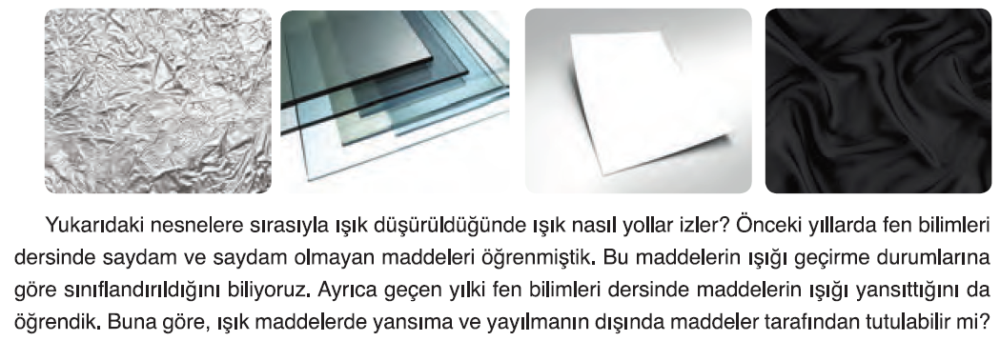 Yukarıdaki nesnelere sırasıyla ışık düşürüldüğünde ışık nasıl yollar izler? Önceki yıllarda fen bilimleri
dersinde saydam ve saydam olmayan maddeleri öğrenmiştik. Bu maddelerin ışığı geçirme durumlarına
göre sınıflandırıldığını biliyoruz. Ayrıca geçen yılki fen bilimleri dersinde maddelerin ışığı yansıttığını da
öğrendik. Buna göre, ışık maddelerde yansıma ve yayılmanın dışında maddeler tarafından tutulabilir mi?